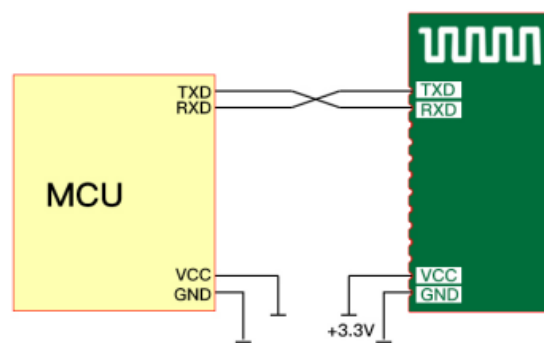 TXD
RXD
MCU
VCC
GND
TXD
RXD
VCC
GND
+3.3V